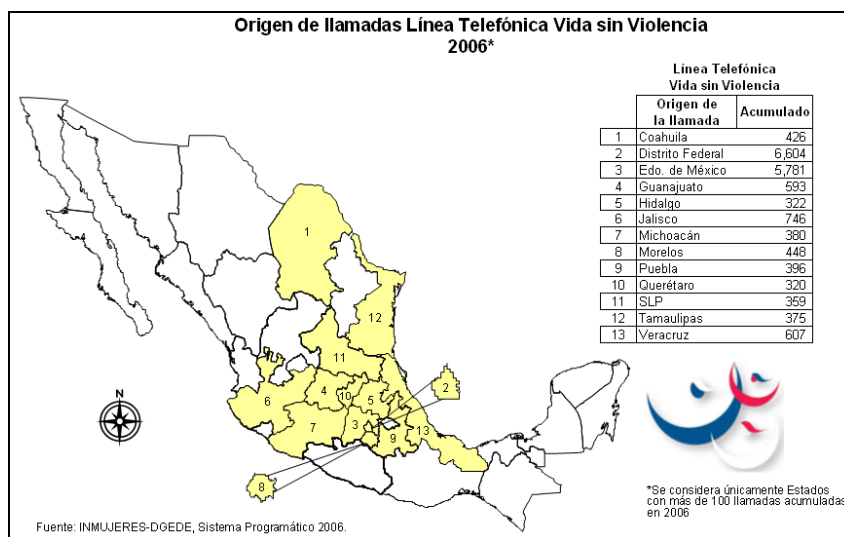 Origen de llamadas Línea Telefónica Vida sin Violencia
2006*
Línea Telefónica
Vida sin Violencia
Origen de la llamada Acumulado
1 Coahuila 426
2 Distrito Federal 6,604
3 Edo. de México 5,781
4 Guanajuato 593
5 Hidalgo 322
6 Jalisco 746
7 Michoacán 380
8 Morelos 448
9 Puebla 396
10 Querétaro 320
11 SLP 359
12 Tamaulipas 375
13 Veracruz 607
1
12
11
2
6
4
10
5
7
3
9
13
8
N
*Se considera únicamente Estados
con más de 100 llamadas acumuladas
en 2006
Fuente: INMUJERES-DGEDE, Sistema Programático 2006.